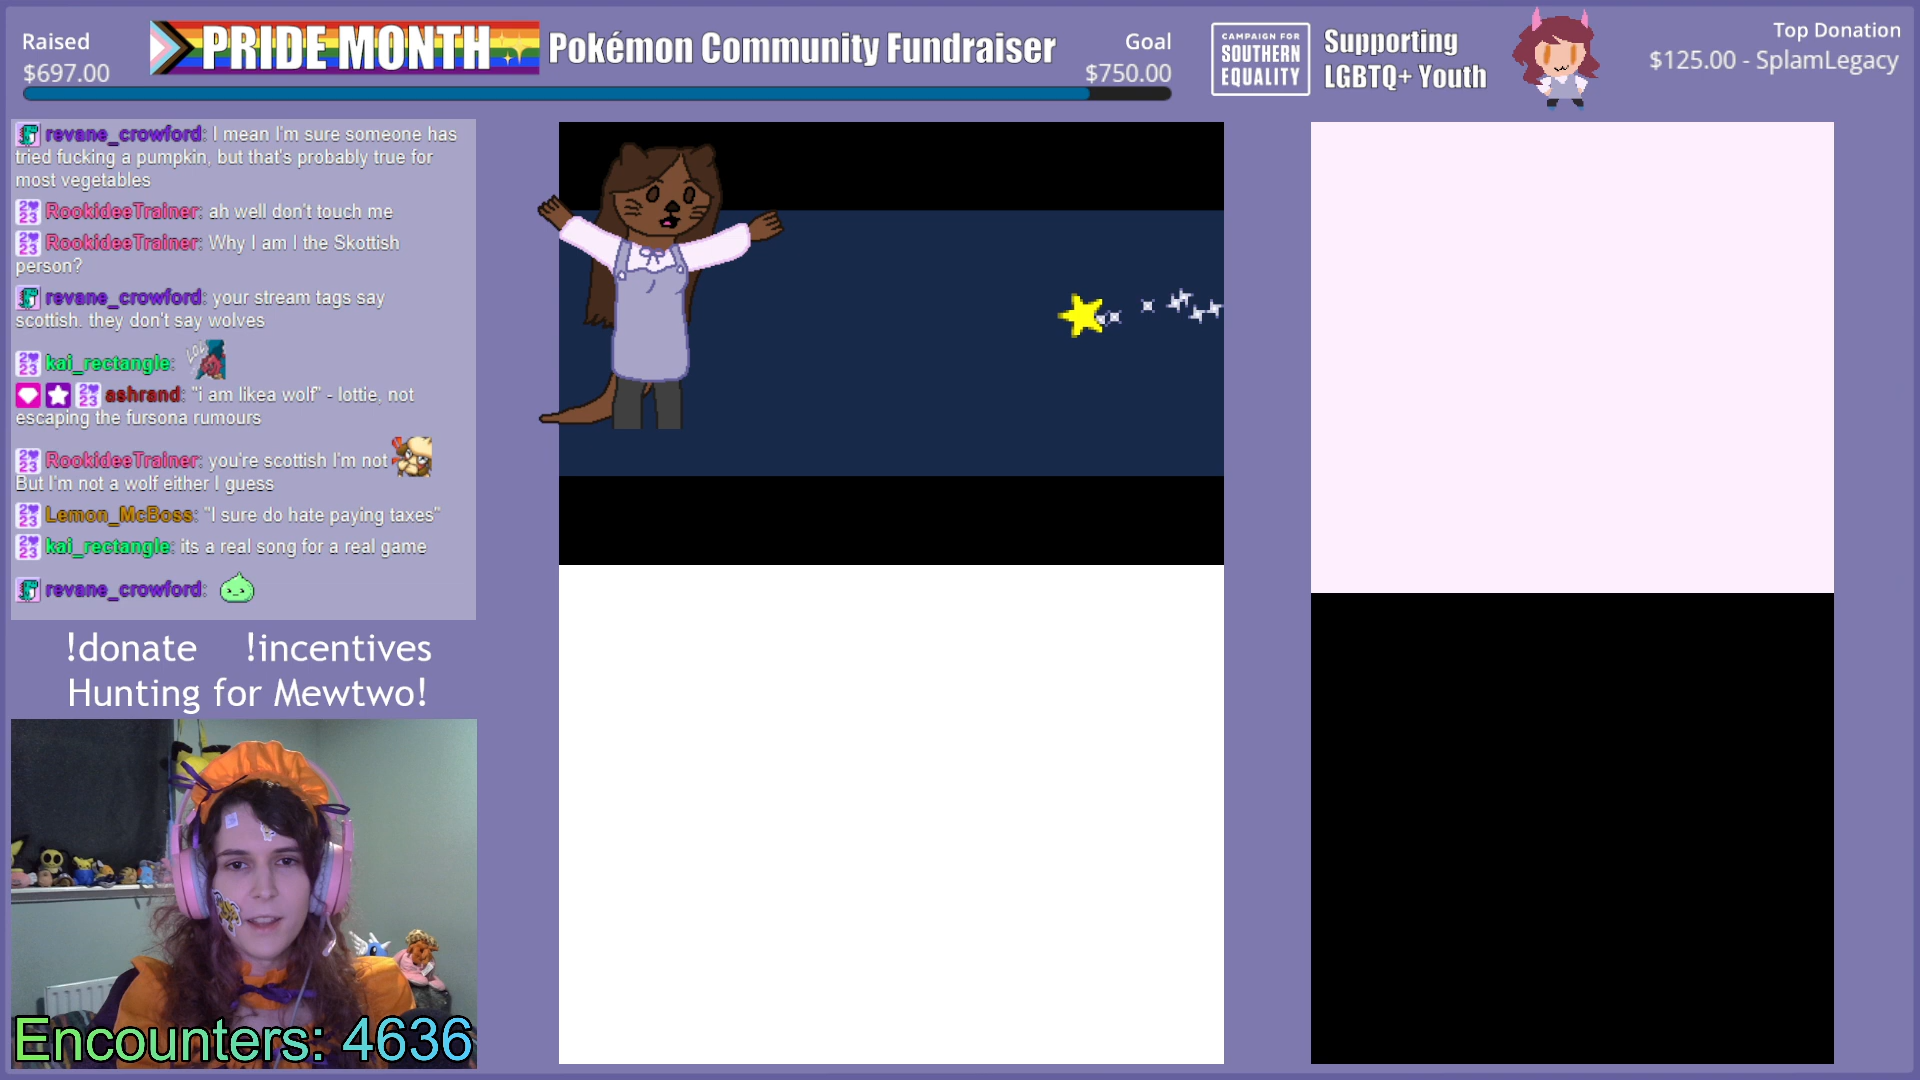 Raised
$697.00
PRIDE MONTH
Pokémon Community Fundraiser
Goal
$750.00
CAMPAIGN FOR
SOUTHERN
EQUALITY
Supporting
LGBTQ+ Youth
Top Donation
$125.00 - SplamLegacy
revane_crowford: I mean I'm sure someone has
tried fucking a pumpkin, but that's probably true for
most vegetables
RookideeTrainer: ah well don't touch me
RookideeTrainer: Why I am I the Skottish
person?
revane_crowford: your stream tags say
scottish. they don't say wolves
kai_rectangle: LOL
ashrand: "i am likea wolf" - lottie, not
escaping the fursona rumours
RookideeTrainer: you're scottish I'm not
But I'm not a wolf either I guess
Lemon_McBoss: "I sure do hate paying taxes"
kai_rectangle: its a real song for a real game
revane_crowford:
!donate !incentives
Hunting for Mewtwo!
Encounters: 4636